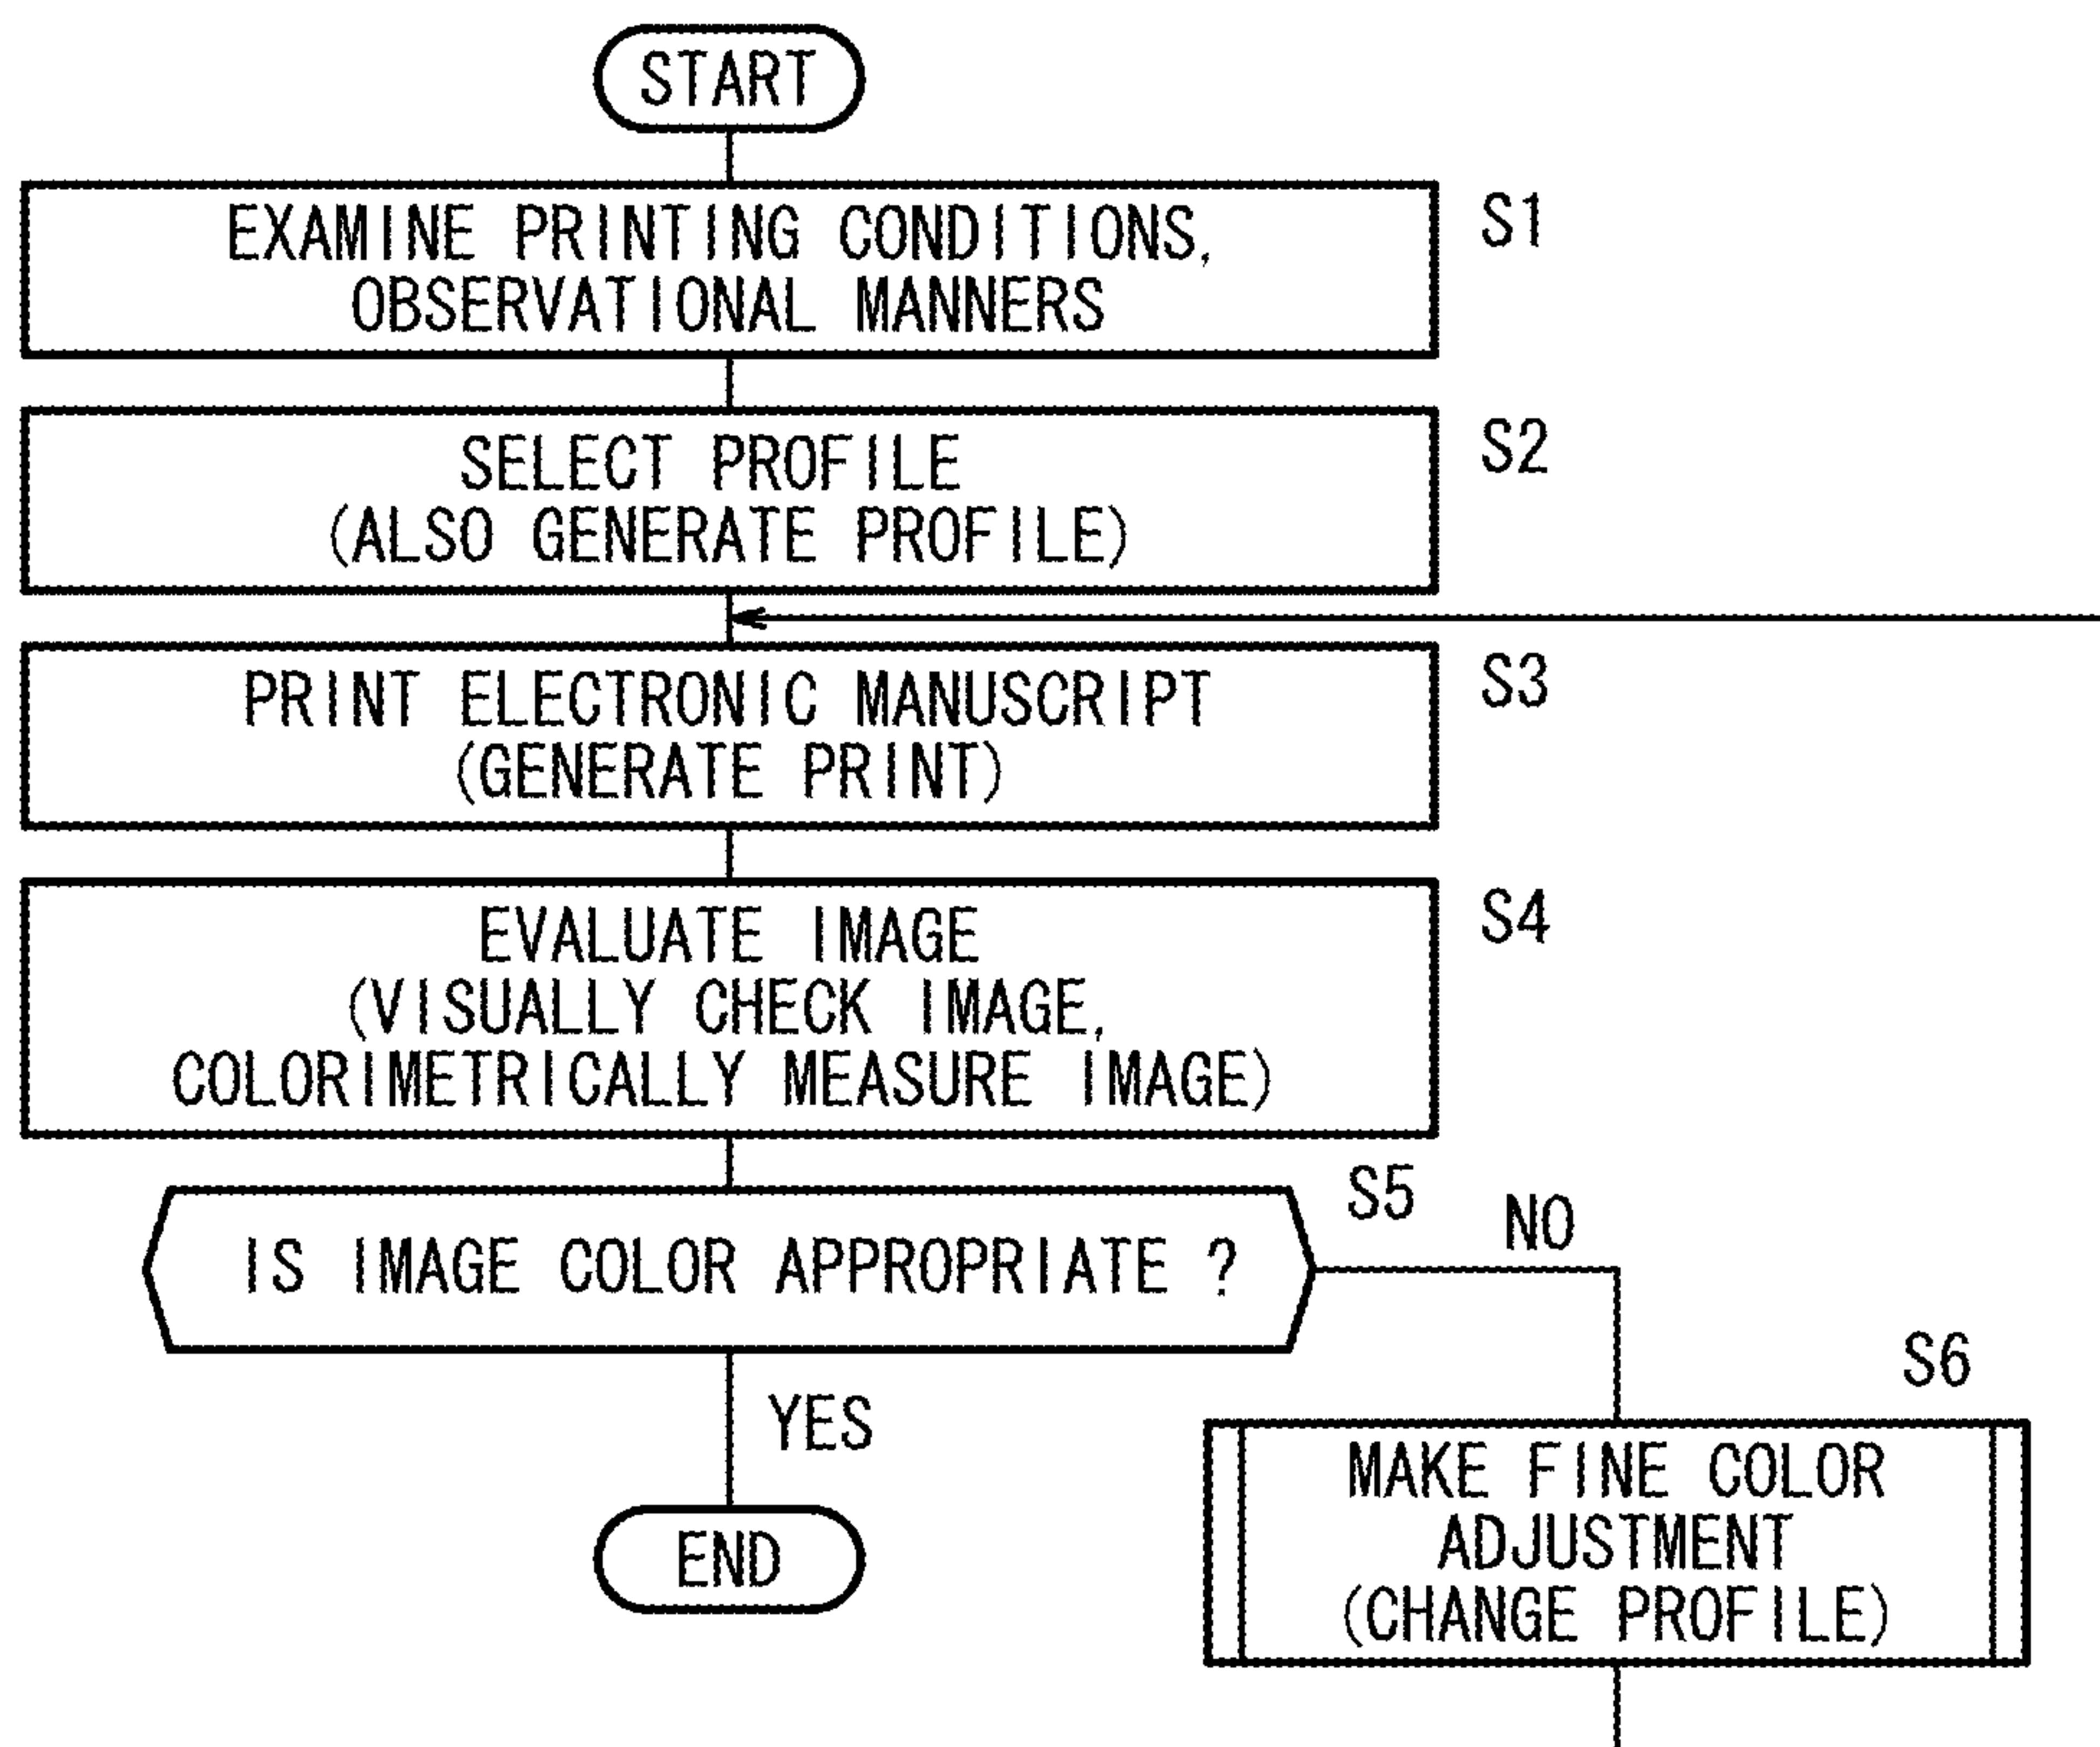 START
EXAMINE PRINTING CONDITIONS,
OBSERVATIONAL MANNERS
S1
SELECT PROFILE
(ALSO GENERATE PROFILE)
S2
PRINT ELECTRONIC MANUSCRIPT
(GENERATE PRINT)
S3
EVALUATE IMAGE
(VISUALLY CHECK IMAGE,
COLORIMETRICALLY MEASURE IMAGE)
S4
IS IMAGE COLOR APPROPRIATE ?
S5
NO
YES
S6
MAKE FINE COLOR
ADJUSTMENT
(CHANGE PROFILE)
END